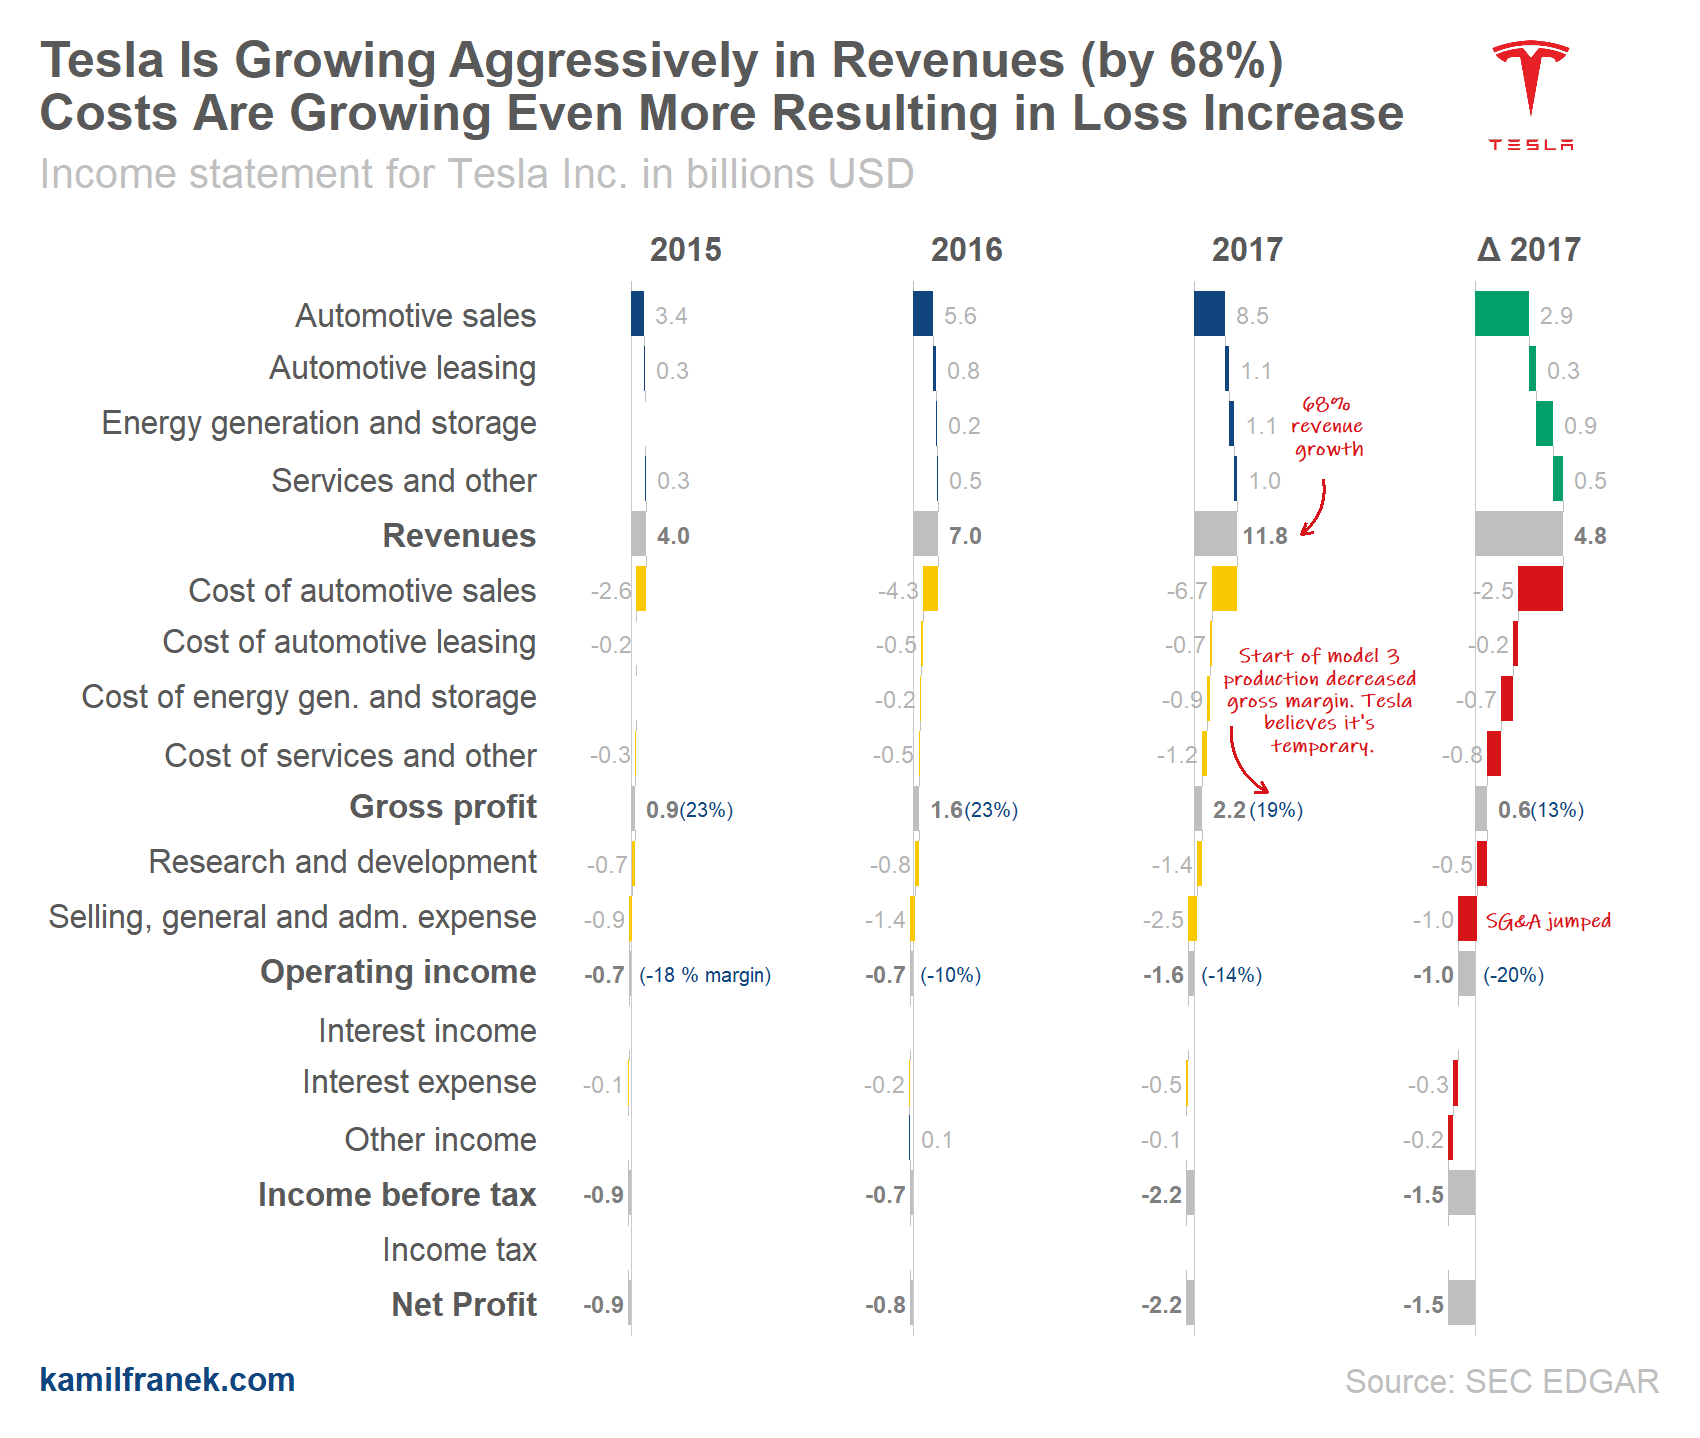 Tesla Is Growing Aggressively in Revenues (by 68%)
Costs Are Growing Even More Resulting in Loss Increase
Income statement for Tesla Inc. in billions USD
TESLA
2015 2016 2017 Δ 2017
Automotive sales 3.4 5.6 8.5 2.9
Automotive leasing 0.3 0.8 1.1 0.3
Energy generation and storage 0.2 1.1 0.9
68%
revenue
growth
Services and other 0.3 0.5 1.0 0.5
Revenues 4.0 7.0 11.8 4.8
Cost of automotive sales -2.6 -4.3 -6.7 -2.5
Cost of automotive leasing -0.2 -0.5 -0.7 -0.2
Start of model 3
production decreased
gross margin. Tesla
believes it's
temporary.
Cost of energy gen. and storage -0.2 -0.9 -0.7
Cost of services and other -0.3 -0.5 -1.2 -0.8
Gross profit 0.9(23%) 1.6(23%) 2.2 (19%) 0.6(13%)
Research and development -0.7 -0.8 -1.4 -0.5
Selling, general and adm. expense -0.9 -1.4 -2.5 -1.0 SG&A jumped
Operating income -0.7 (-18 % margin) -0.7 (-10%) -1.6 (-14%) -1.0 (-20%)
Interest income
Interest expense -0.1 -0.2 -0.5 -0.3
Other income 0.1 -0.1 -0.2
Income before tax -0.9 -0.7 -2.2 -1.5
Income tax
Net Profit -0.9 -0.8 -2.2 -1.5
kamilfranek.com
Source: SEC EDGAR